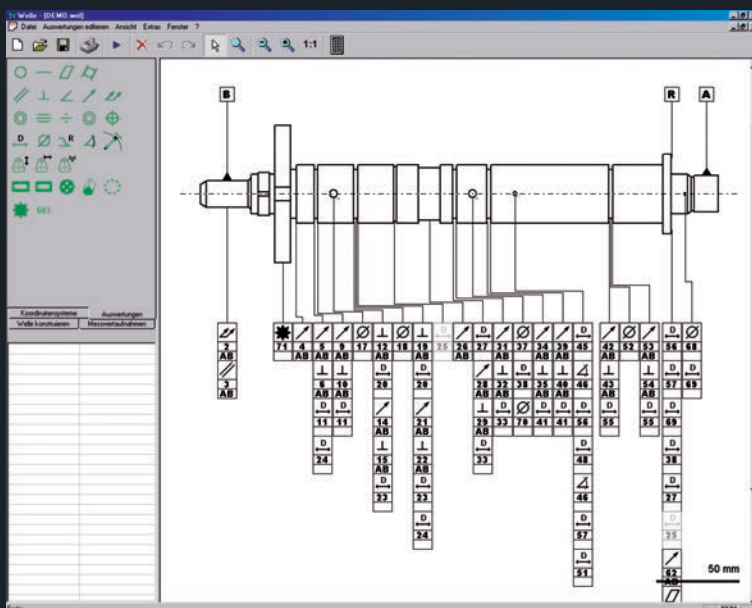 Welle - [DEMO.wel]
Datei Auswertungen editieren Ansicht Extras Fenster ?
1:1
D R
Koordinatensysteme Auswertungen
Welle konstruieren Messwertaufnahmen
B R A
D D D D
2 71 4 5 9 17 12 18 19 25 26 27 31 37 34 39 45 42 52 53 56 68
AB AB AB AB AB AB AB AB AB AB AB AB
D D D D D
3 6 10 20 20 28 32 38 35 40 46 43 54 57 69
AB AB AB AB AB AB AB AB AB
D D D D D D D D D
11 11 14 21 29 33 70 41 41 56 55 55 69
AB AB AB
D D D D
24 15 22 33 48 38
AB AB
D D D
23 23 46 27
D D D
24 57 25
D
51 62
AB
50 mm